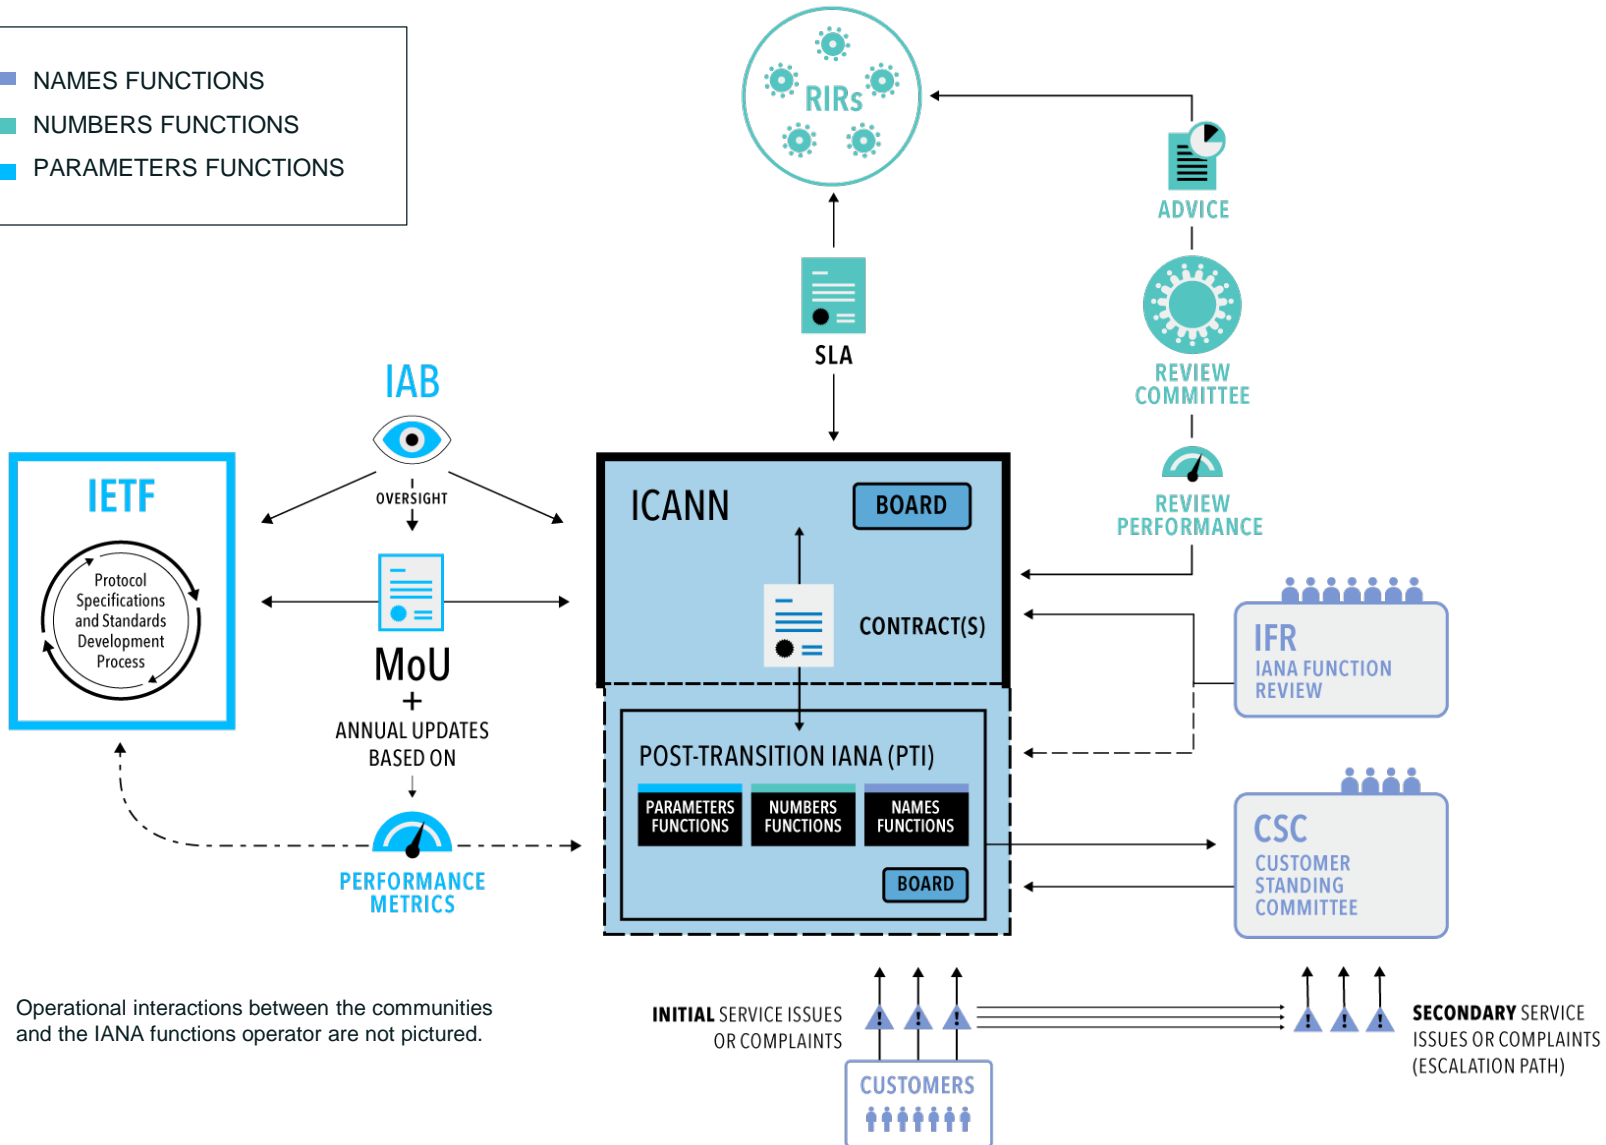 NAMES FUNCTIONS
NUMBERS FUNCTIONS
PARAMETERS FUNCTIONS
RIRs
ADVICE
SLA
REVIEW
COMMITTEE
REVIEW
PERFORMANCE
IAB
OVERSIGHT
IETF
Protocol
Specifications
and Standards
Development
Process
MoU
+
ANNUAL UPDATES
BASED ON
PERFORMANCE
METRICS
ICANN
BOARD
CONTRACT(S)
POST-TRANSITION IANA (PTI)
PARAMETERS
FUNCTIONS
NUMBERS
FUNCTIONS
NAMES
FUNCTIONS
BOARD
IFR
IANA FUNCTION
REVIEW
CSC
CUSTOMER
STANDING
COMMITTEE
Operational interactions between the communities
and the IANA functions operator are not pictured.
INITIAL SERVICE ISSUES
OR COMPLAINTS
! ! !
! ! !
SECONDARY SERVICE
ISSUES OR COMPLAINTS
(ESCALATION PATH)
CUSTOMERS